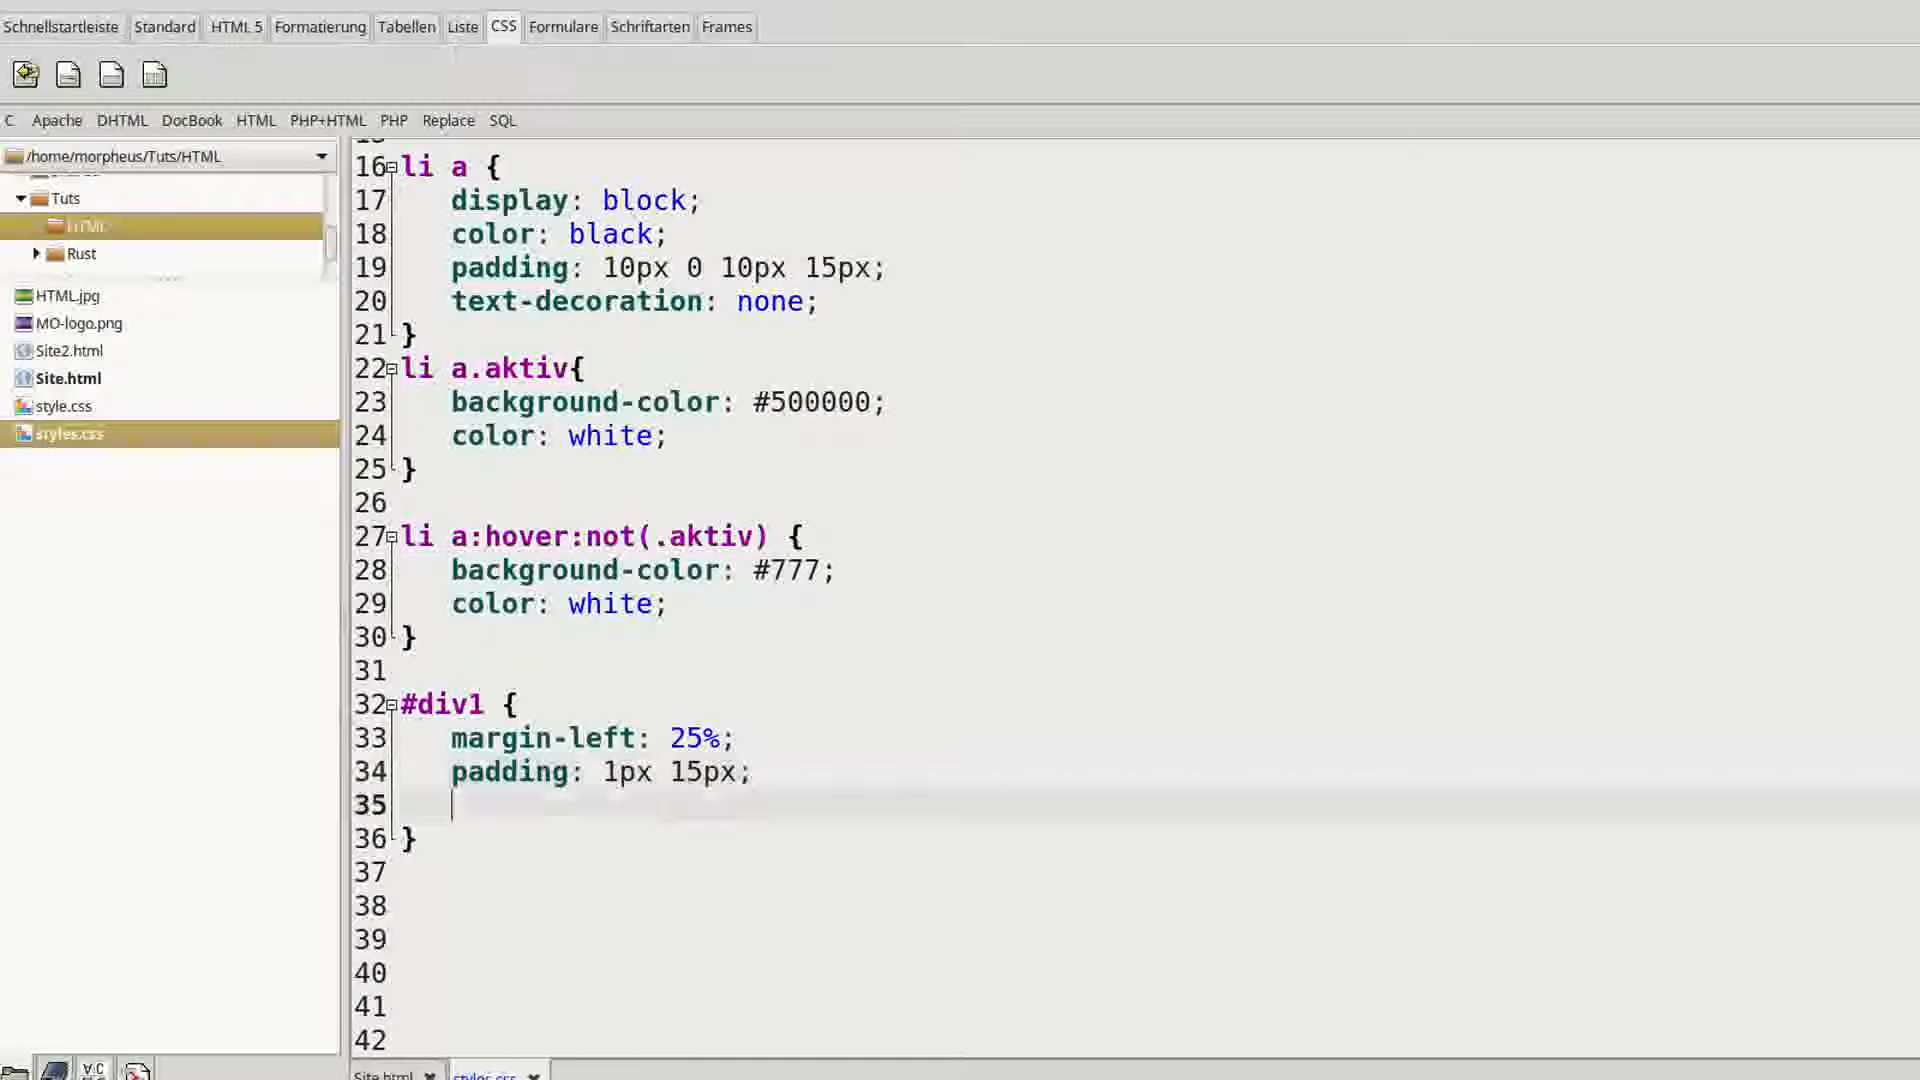 Schnellstartleiste Standard HTML 5 Formatierung Tabellen Liste CSS Formulare Schriftarten Frames
C Apache DHTML DocBook HTML PHP+HTML PHP Replace SQL
/home/morpheus/Tuts/HTML
Tuts
HTML
Rust
HTML.jpg
MO-logo.png
Site2.html
Site.html
style.css
styles.css
16 li a {
17 display: block;
18 color: black;
19 padding: 10px 0 10px 15px;
20 text-decoration: none;
21 }
22 li a.aktiv{
23 background-color: #500000;
24 color: white;
25 }
26
27 li a:hover:not(.aktiv) {
28 background-color: #777;
29 color: white;
30 }
31
32 #div1 {
33 margin-left: 25%;
34 padding: 1px 15px;
35
36 }
37
38
39
40
41
42
Site.html styles.css